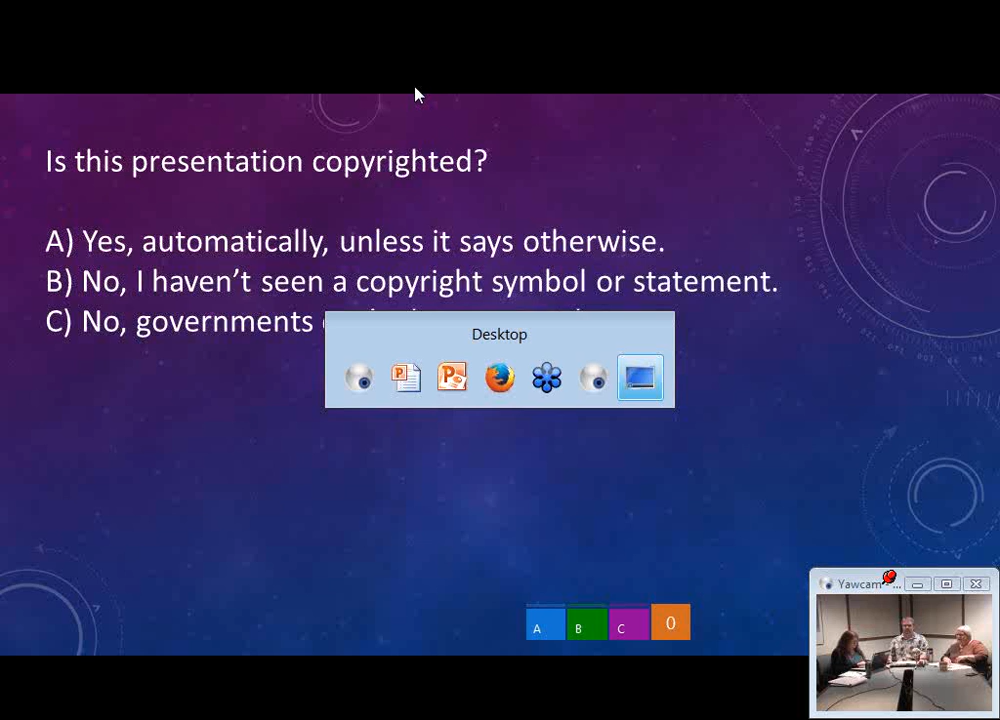 Is this presentation copyrighted?
A) Yes, automatically, unless it says otherwise.
B) No, I haven’t seen a copyright symbol or statement.
C) No, governments
Desktop
A B C 0
Yawcam ...